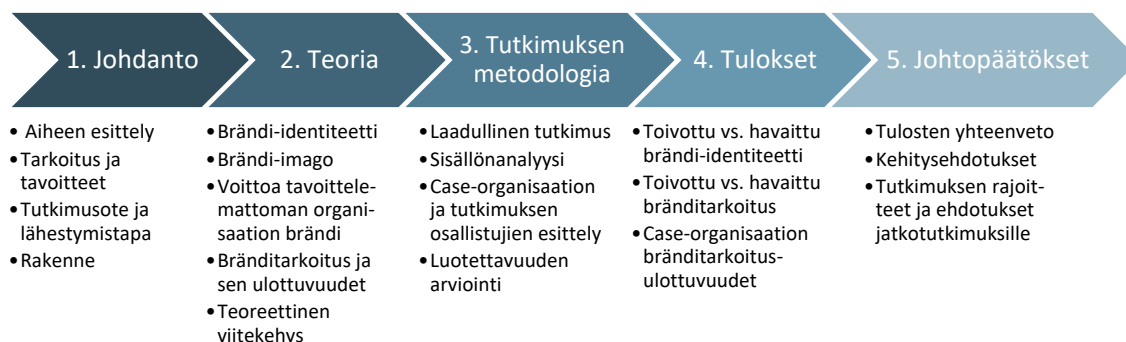 1. Johdanto
• Aiheen esittely
• Tarkoitus ja
tavoitteet
• Tutkimusote ja
lähestymistapa
• Rakenne
2. Teoria
• Brändi-identiteetti
• Brändi-imago
• Voittoa tavoittele-
mattoman organi-
saation brändi
• Bränditarkoitus ja
sen ulottuvuudet
• Teoreettinen
viitekehys
3. Tutkimuksen
metodologia
• Laadullinen tutkimus
• Sisällönanalyysi
• Case-organisaation
ja tutkimuksen
osallistujien esittely
• Luotettavuuden
arviointi
4. Tulokset
• Toivottu vs. havaittu
brändi-identiteetti
• Toivottu vs. havaittu
bränditarkoitus
• Case-organisaation
bränditarkoitus-
ulottuvuudet
5. Johtopäätökset
• Tulosten yhteenveto
• Kehitysehdotukset
• Tutkimuksen rajoit-
teet ja ehdotukset
jatkotutkimuksille